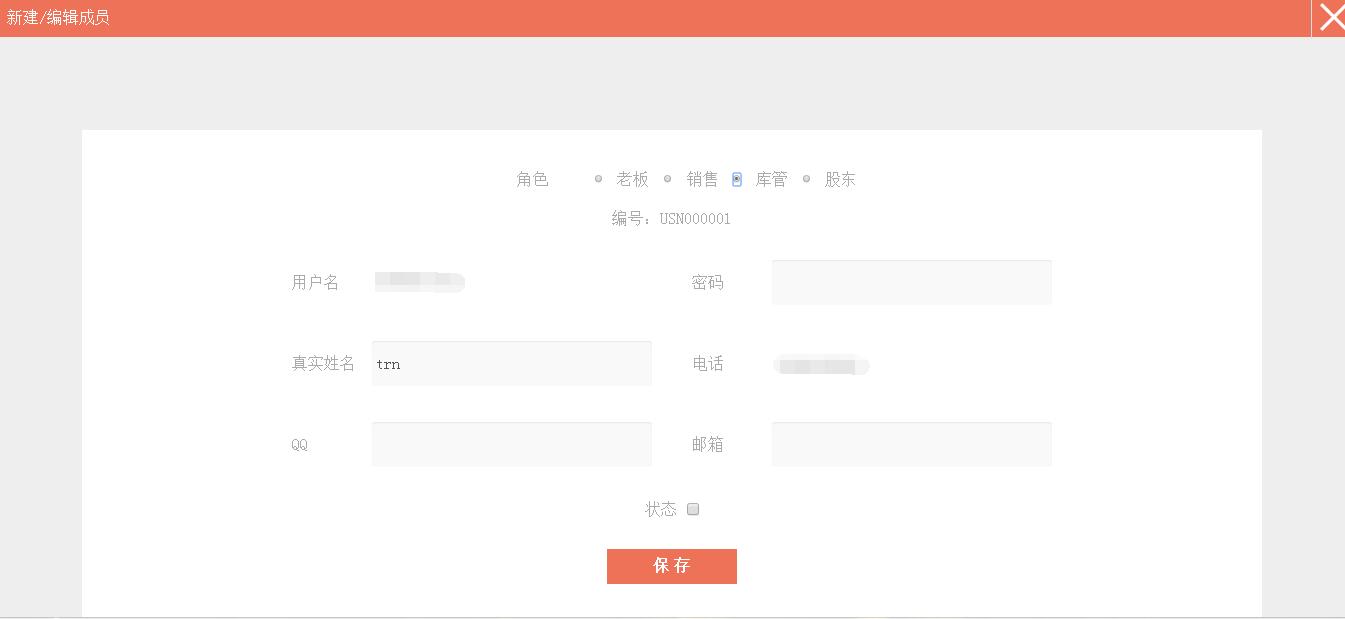 新建/编辑成员
角色 老板 销售 库管 股东
编号：USN000001
用户名 密码
真实姓名 trn 电话
QQ 邮箱
状态
保存